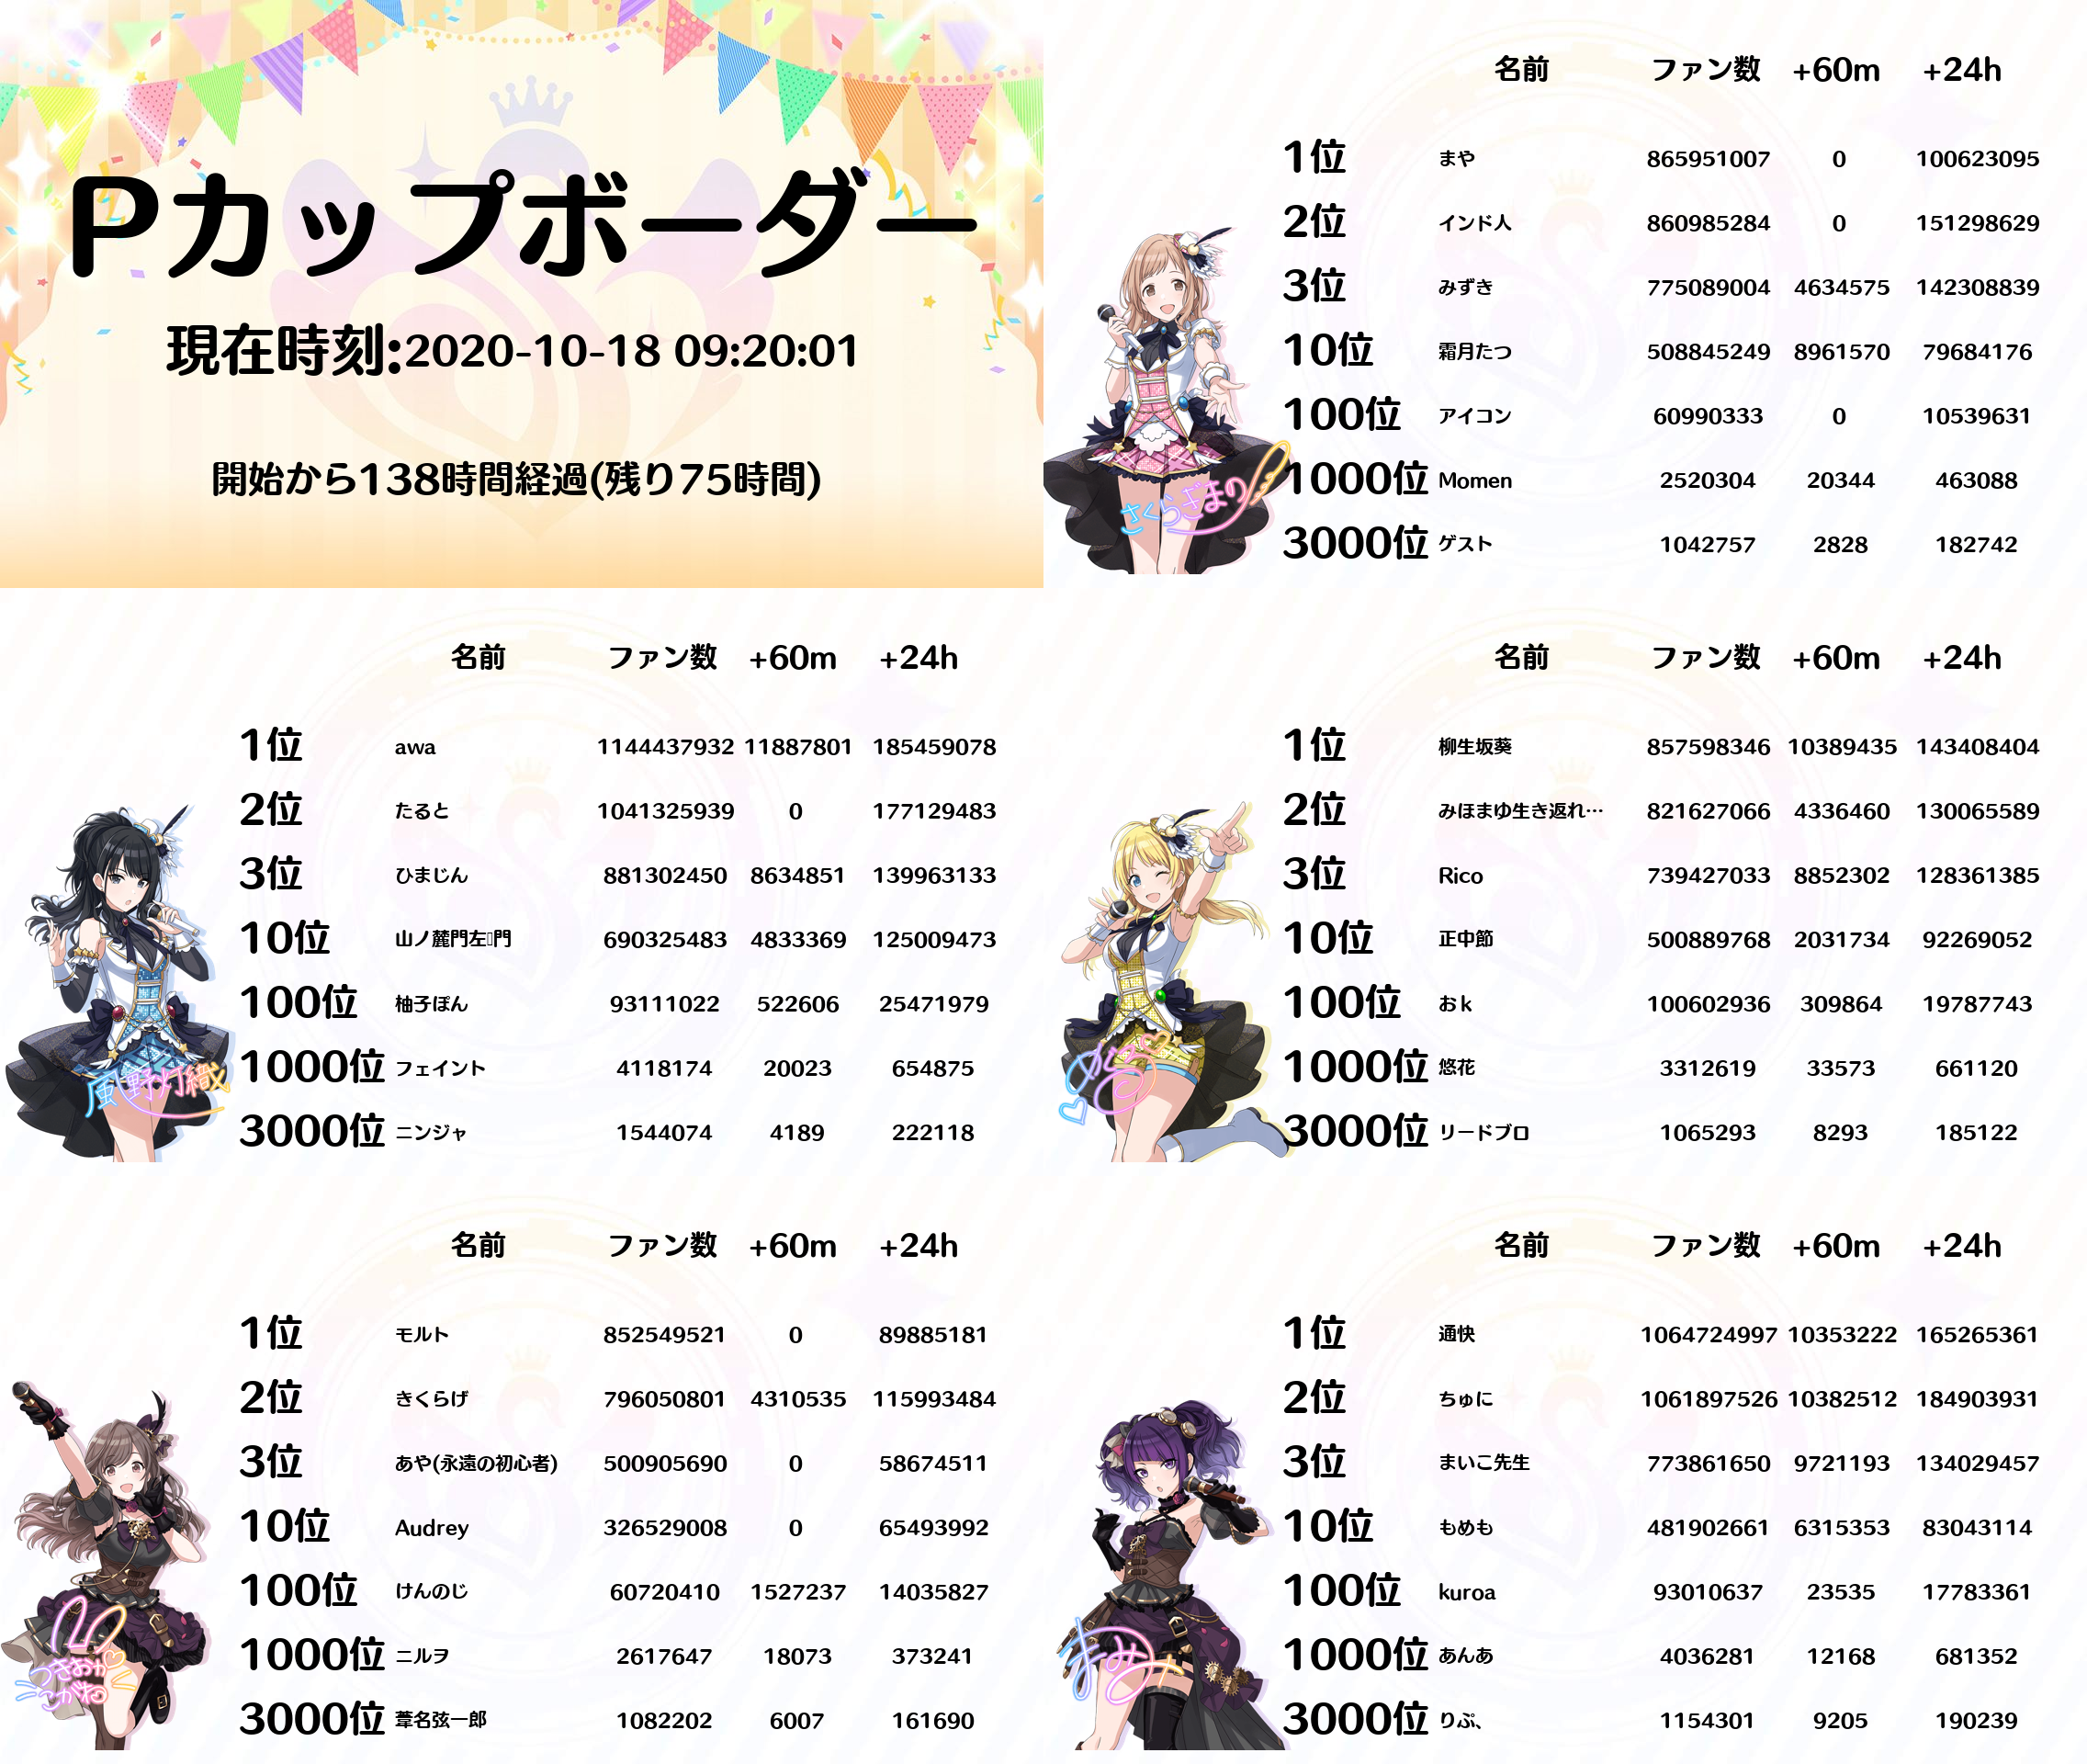 Pカップボーダー
現在時刻:2020-10-18 09:20:01
開始から138時間経過(残り75時間)
名前 ファン数 +60m +24h
1位 まや 865951007 0 100623095
2位 インド人 860985284 0 151298629
3位 みずき 775089004 4634575 142308839
10位 霜月たつ 508845249 8961570 79684176
100位 アイコン 60990333 0 10539631
1000位 Momen 2520304 20344 463088
3000位 ゲスト 1042757 2828 182742
さくらぎまの
名前 ファン数 +60m +24h
1位 awa 1144437932 11887801 185459078
2位 たると 1041325939 0 177129483
3位 ひまじん 881302450 8634851 139963133
10位 山ノ麓門左門 690325483 4833369 125009473
100位 柚子ぽん 93111022 522606 25471979
1000位 フェイント 4118174 20023 654875
3000位 ニンジャ 1544074 4189 222118
風野灯織
名前 ファン数 +60m +24h
1位 柳生坂葵 857598346 10389435 143408404
2位 みほまゆ生き返れ… 821627066 4336460 130065589
3位 Rico 739427033 8852302 128361385
10位 正中節 500889768 2031734 92269052
100位 おｋ 100602936 309864 19787743
1000位 悠花 3312619 33573 661120
3000位 リードブロ 1065293 8293 185122
めぐる
名前 ファン数 +60m +24h
1位 モルト 852549521 0 89885181
2位 きくらげ 796050801 4310535 115993484
3位 あや(永遠の初心者) 500905690 0 58674511
10位 Audrey 326529008 0 65493992
100位 けんのじ 60720410 1527237 14035827
1000位 ニルヲ 2617647 18073 373241
3000位 葦名弦一郎 1082202 6007 161690
つきおか
こがね
名前 ファン数 +60m +24h
1位 通快 1064724997 10353222 165265361
2位 ちゅに 1061897526 10382512 184903931
3位 まいこ先生 773861650 9721193 134029457
10位 もめも 481902661 6315353 83043114
100位 kuroa 93010637 23535 17783361
1000位 あんあ 4036281 12168 681352
3000位 りぷ、 1154301 9205 190239
まみみ